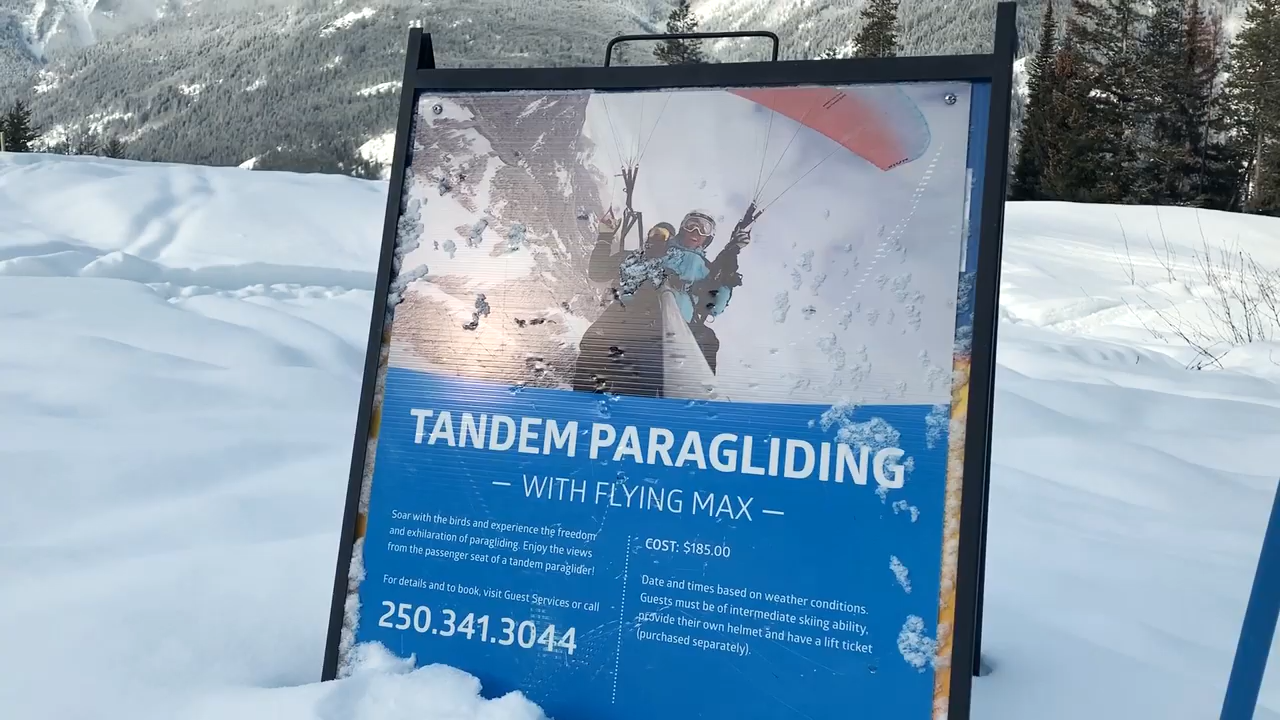 TANDEM PARAGLIDING
— WITH FLYING MAX —
Soar with the birds and experience the freedom
and exhilaration of paragliding. Enjoy the views
from the passenger seat of a tandem paraglider!
For details and to book, visit Guest Services or call
250.341.3044
COST: $185.00
Date and times based on weather conditions.
Guests must be of intermediate skiing ability,
provide their own helmet and have a lift ticket
(purchased separately).